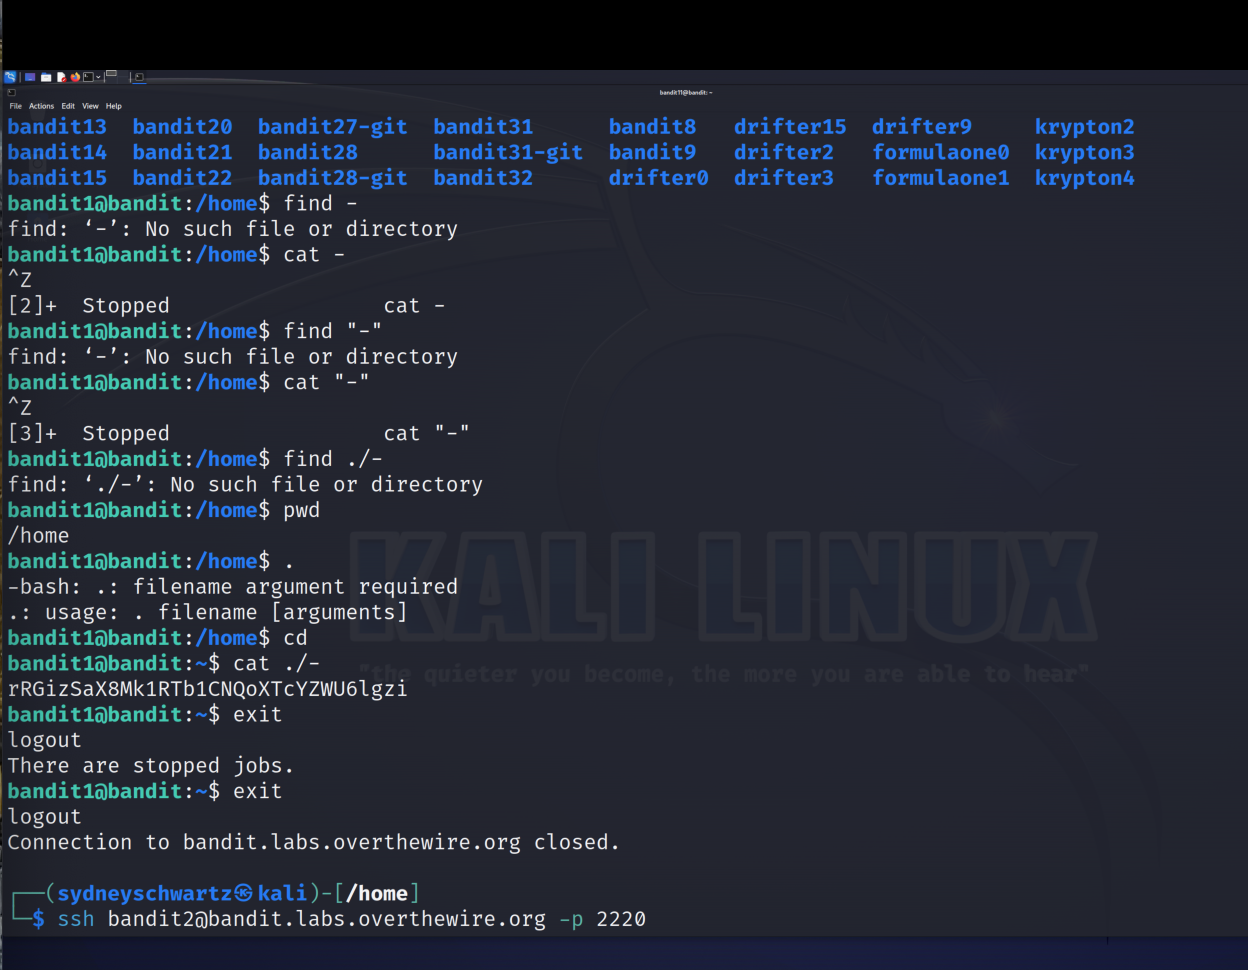 bandit11@bandit: ~
File Actions Edit View Help
bandit13 bandit20 bandit27-git bandit31 bandit8 drifter15 drifter9 krypton2
bandit14 bandit21 bandit28 bandit31-git bandit9 drifter2 formulaone0 krypton3
bandit15 bandit22 bandit28-git bandit32 drifter0 drifter3 formulaone1 krypton4
bandit1@bandit:/home$ find -
find: ‘-’: No such file or directory
bandit1@bandit:/home$ cat -
^Z
[2]+  Stopped                 cat -
bandit1@bandit:/home$ find "-"
find: ‘-’: No such file or directory
bandit1@bandit:/home$ cat "-"
^Z
[3]+  Stopped                 cat "-"
bandit1@bandit:/home$ find ./-
find: ‘./-’: No such file or directory
bandit1@bandit:/home$ pwd
/home
bandit1@bandit:/home$ .
-bash: .: filename argument required
.: usage: . filename [arguments]
bandit1@bandit:/home$ cd
bandit1@bandit:~$ cat ./-
rRGizSaX8Mk1RTb1CNQoXTcYZWU6lgzi
bandit1@bandit:~$ exit
logout
There are stopped jobs.
bandit1@bandit:~$ exit
logout
Connection to bandit.labs.overthewire.org closed.
(sydneyschwartz㉿kali)-[/home]
$ ssh bandit2@bandit.labs.overthewire.org -p 2220
KALI LINUX
"the quieter you become, the more you are able to hear"